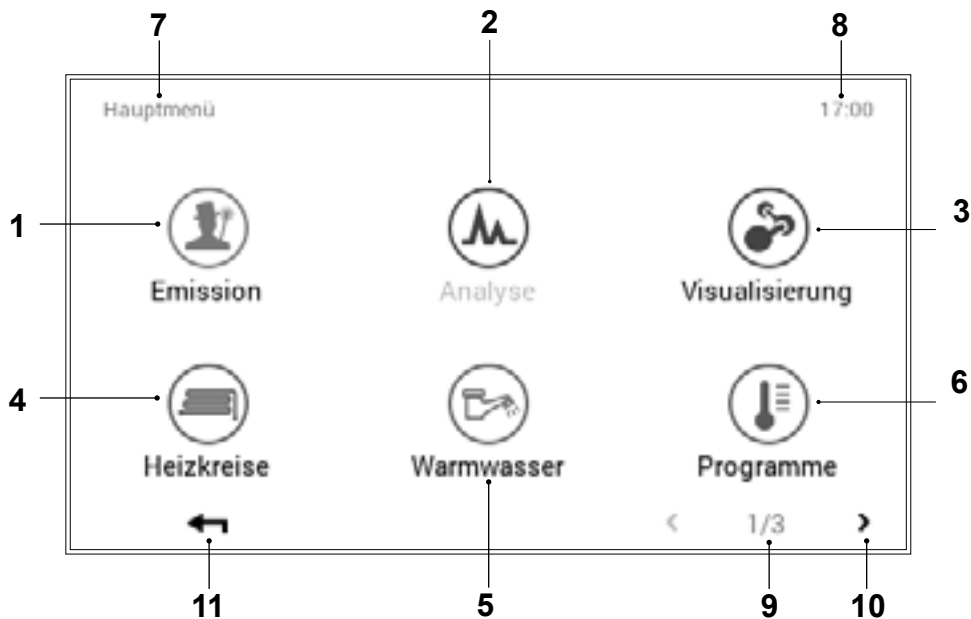 7 2 8
Hauptmenü 17:00
1 3
Emission Analyse Visualisierung
4 6
Heizkreise Warmwasser Programme
< 1/3 >
11 5 9 10